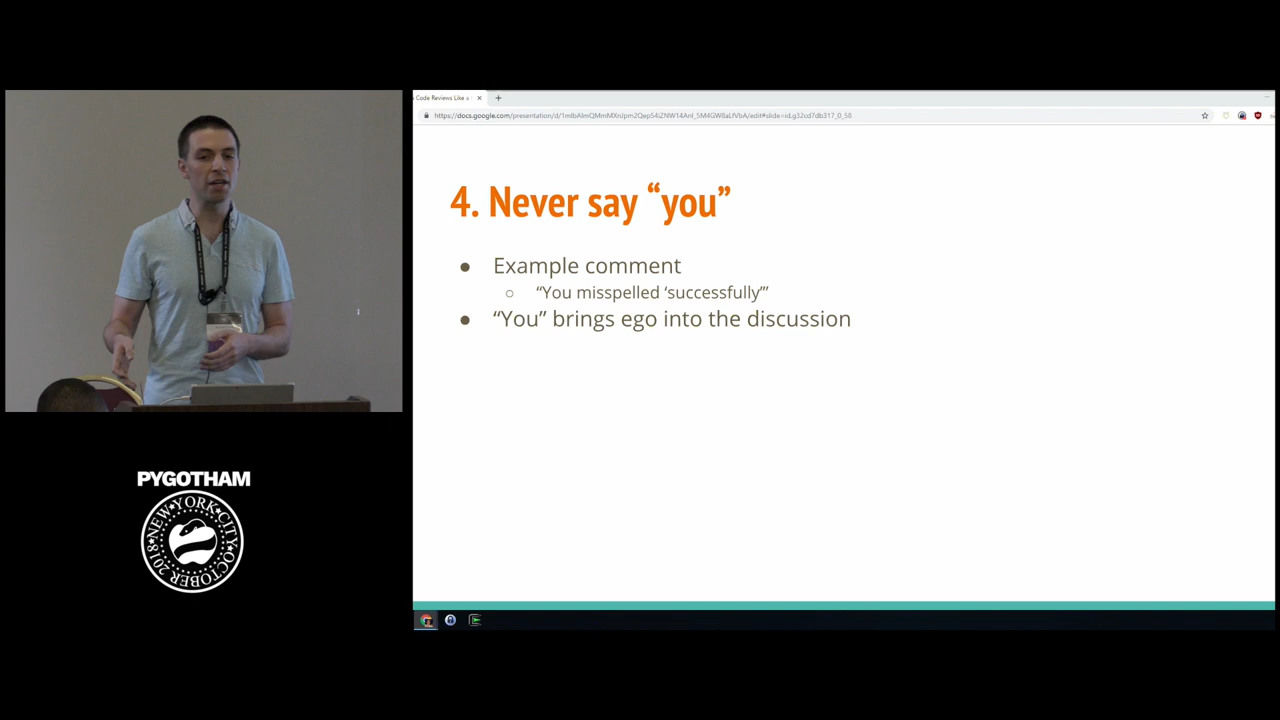 Code Reviews Like a
4. Never say “you”
● Example comment
○ “You misspelled ‘successfully’”
● “You” brings ego into the discussion
PYGOTHAM
NEW YORK CITY OCTOBER 2018